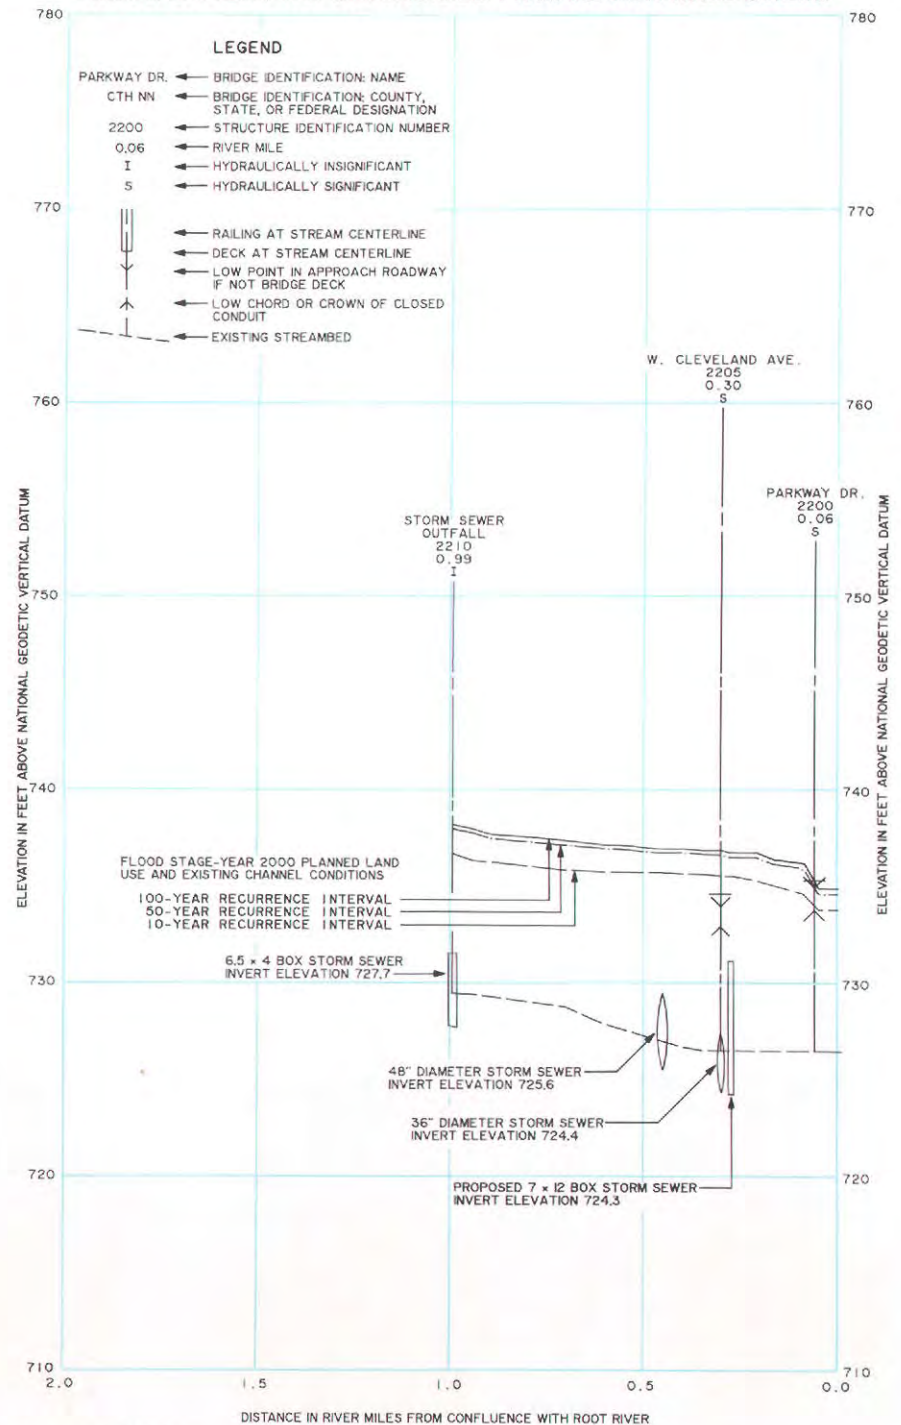 780
780
LEGEND
PARKWAY DR.
BRIDGE IDENTIFICATION: NAME
CTH NN
BRIDGE IDENTIFICATION: COUNTY,
STATE, OR FEDERAL DESIGNATION
2200
STRUCTURE IDENTIFICATION NUMBER
0.06
RIVER MILE
I
HYDRAULICALLY INSIGNIFICANT
S
HYDRAULICALLY SIGNIFICANT
770
770
RAILING AT STREAM CENTERLINE
DECK AT STREAM CENTERLINE
LOW POINT IN APPROACH ROADWAY
IF NOT BRIDGE DECK
LOW CHORD OR CROWN OF CLOSED
CONDUIT
EXISTING STREAMBED
W. CLEVELAND AVE.
2205
0.30
S
760
760
PARKWAY DR.
2200
0.06
S
STORM SEWER
OUTFALL
2210
0.99
I
750
750
ELEVATION IN FEET ABOVE NATIONAL GEODETIC VERTICAL DATUM
ELEVATION IN FEET ABOVE NATIONAL GEODETIC VERTICAL DATUM
740
740
FLOOD STAGE-YEAR 2000 PLANNED LAND
USE AND EXISTING CHANNEL CONDITIONS
100-YEAR RECURRENCE INTERVAL
50-YEAR RECURRENCE INTERVAL
10-YEAR RECURRENCE INTERVAL
6.5 x 4 BOX STORM SEWER
INVERT ELEVATION 727.7
730
730
48" DIAMETER STORM SEWER
INVERT ELEVATION 725.6
36" DIAMETER STORM SEWER
INVERT ELEVATION 724.4
720
720
PROPOSED 7 x 12 BOX STORM SEWER
INVERT ELEVATION 724.3
710
710
2.0
1.5
1.0
0.5
0.0
DISTANCE IN RIVER MILES FROM CONFLUENCE WITH ROOT RIVER